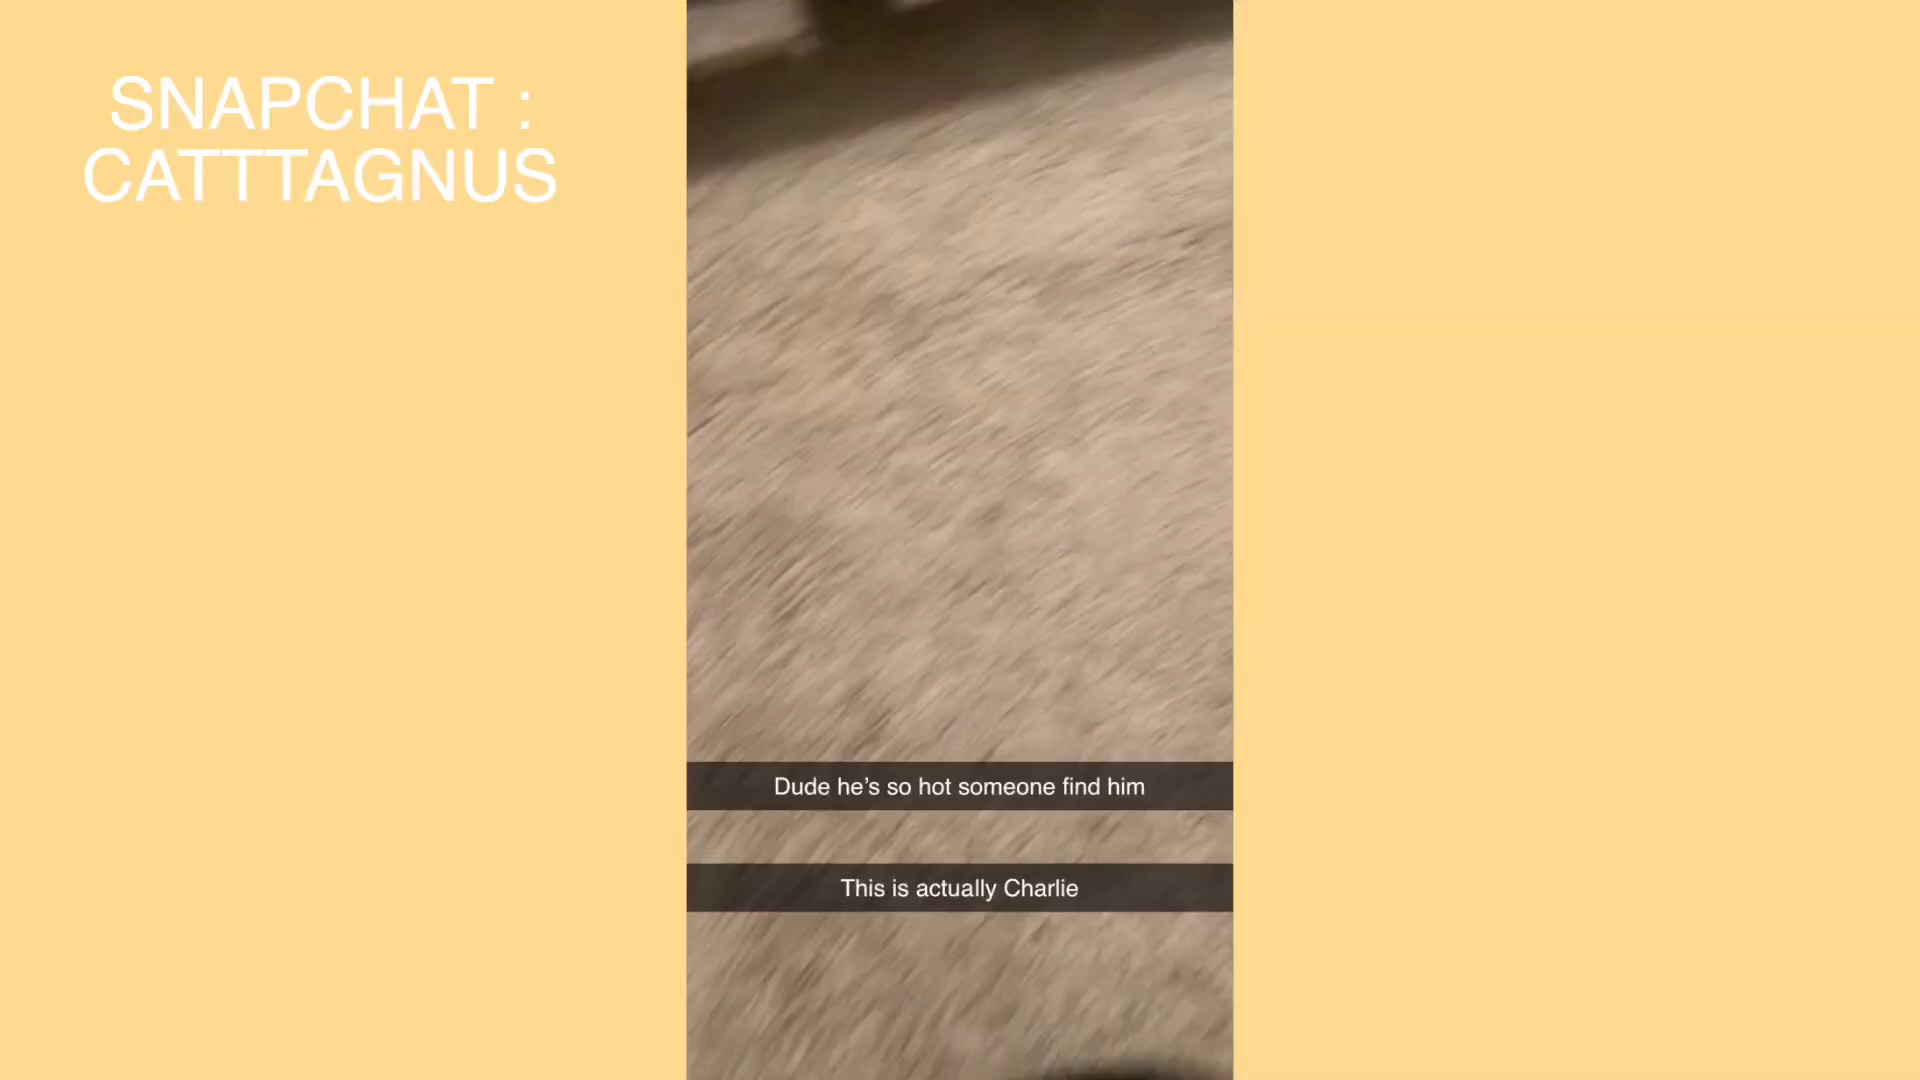 SNAPCHAT :
CATTTAGNUS
Dude he’s so hot someone find him
This is actually Charlie